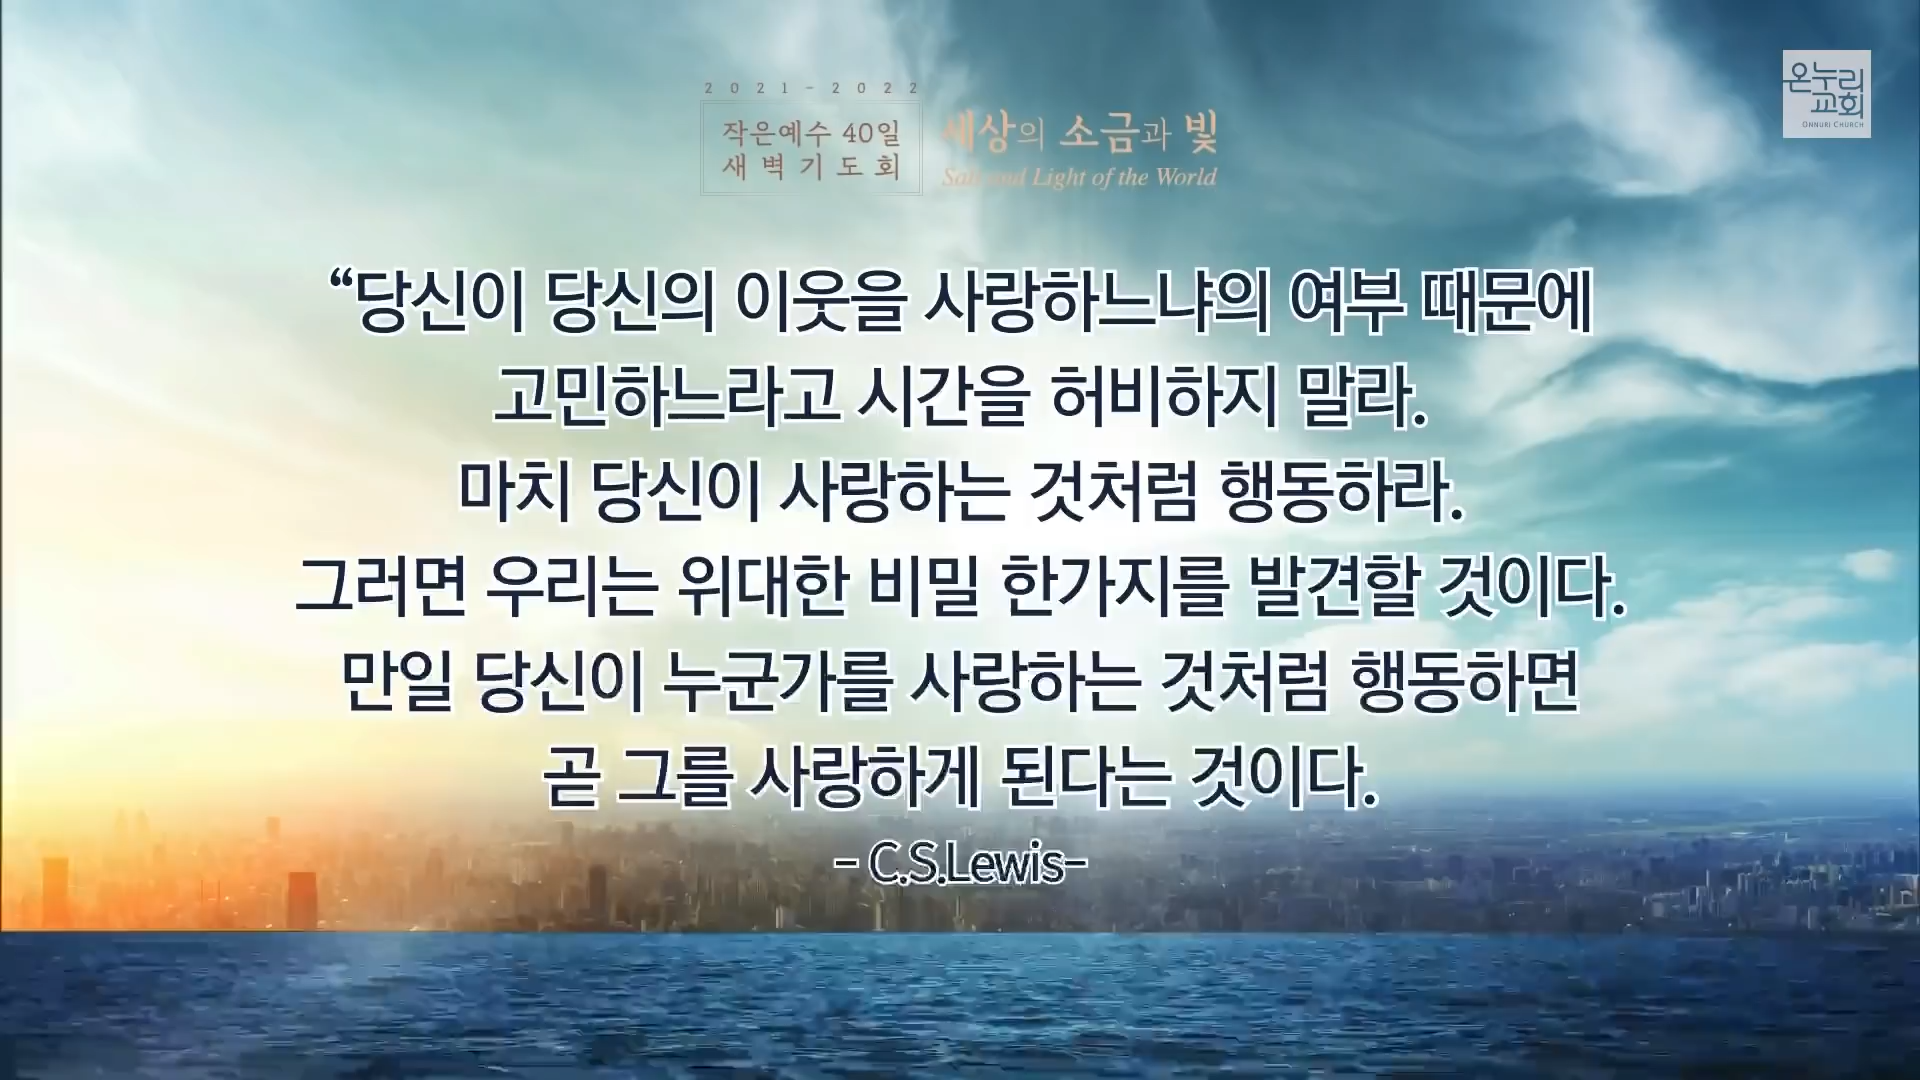 2021-2022
작은예수 40일
새벽기도회
세상의 소금과 빛
Salt and Light of the World
온누리
교회
ONNURI CHURCH
“당신이 당신의 이웃을 사랑하느냐의 여부 때문에
고민하느라고 시간을 허비하지 말라.
마치 당신이 사랑하는 것처럼 행동하라.
그러면 우리는 위대한 비밀 한가지를 발견할 것이다.
만일 당신이 누군가를 사랑하는 것처럼 행동하면
곧 그를 사랑하게 된다는 것이다.
- C.S.Lewis-